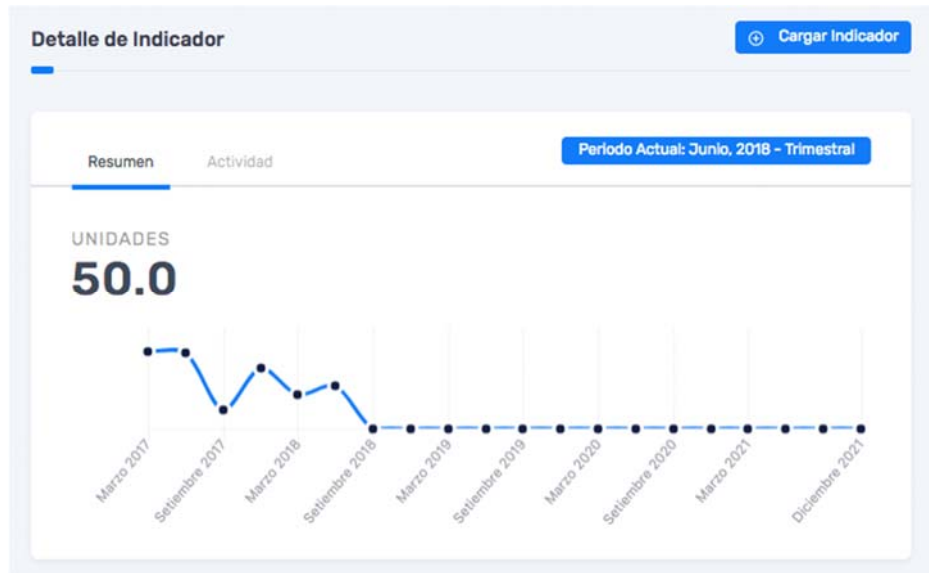 Detalle de Indicador
Cargar Indicador
Resumen
Actividad
Periodo Actual: Junio, 2018 - Trimestral
UNIDADES
50.0
Marzo 2017
Setiembre 2017
Marzo 2018
Setiembre 2018
Marzo 2019
Setiembre 2019
Marzo 2020
Setiembre 2020
Marzo 2021
Diciembre 2021